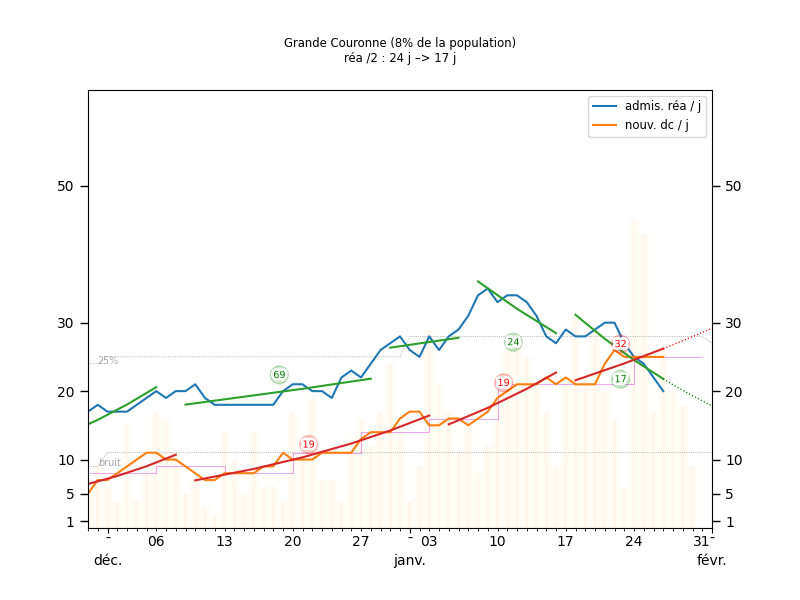 Grande Couronne (8% de la population)
réa /2 : 24 j –> 17 j
admis. réa / j
nouv. dc / j
50 50
30 30
32
24
25%
69
19
17
20 20
19
bruit
10 10
5 5
1 1
06 13 20 27 03 10 17 24 31
déc. janv. févr.